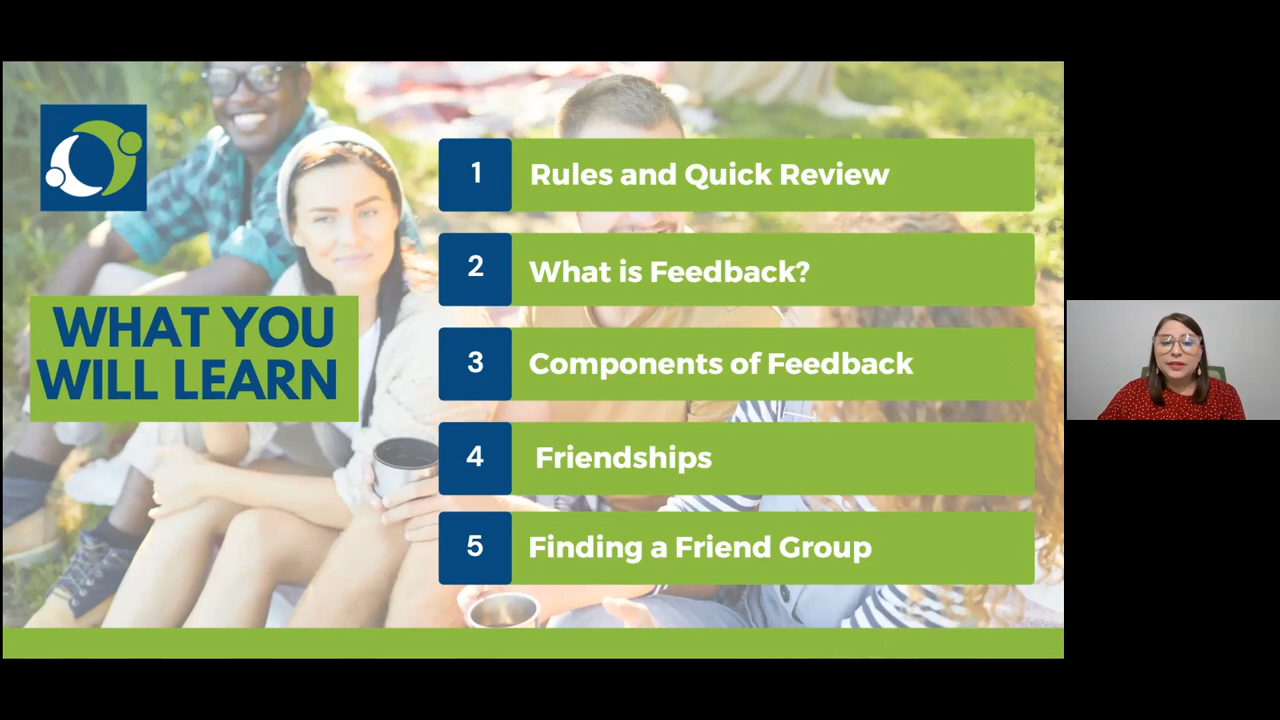 WHAT YOU
WILL LEARN
1
Rules and Quick Review
2
What is Feedback?
3
Components of Feedback
4
Friendships
5
Finding a Friend Group